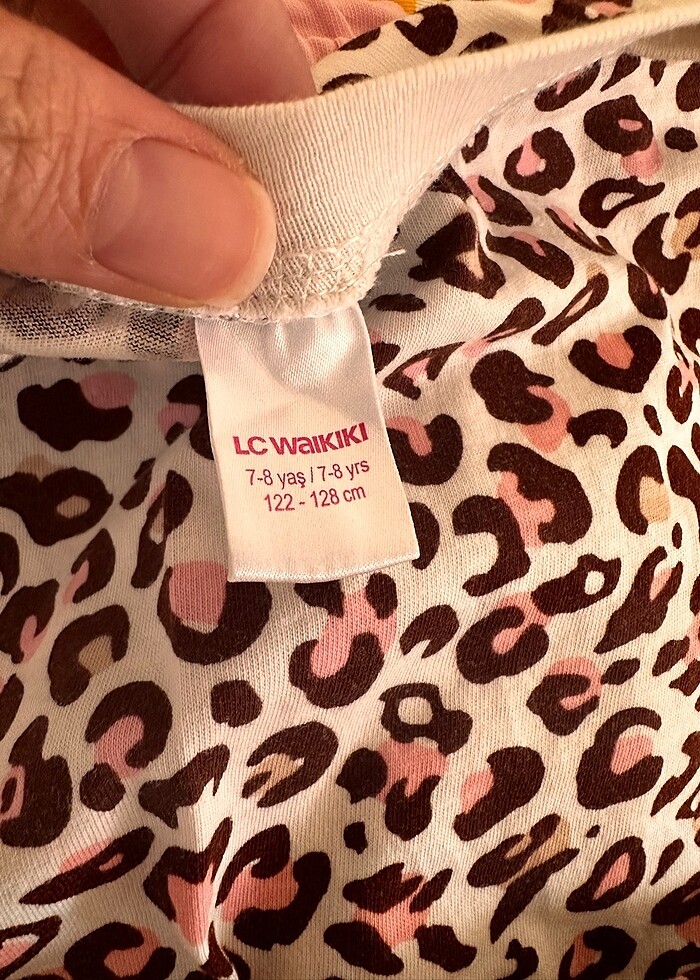 LC WaIKIKI
7-8 yaş / 7-8 yrs
122 - 128 cm